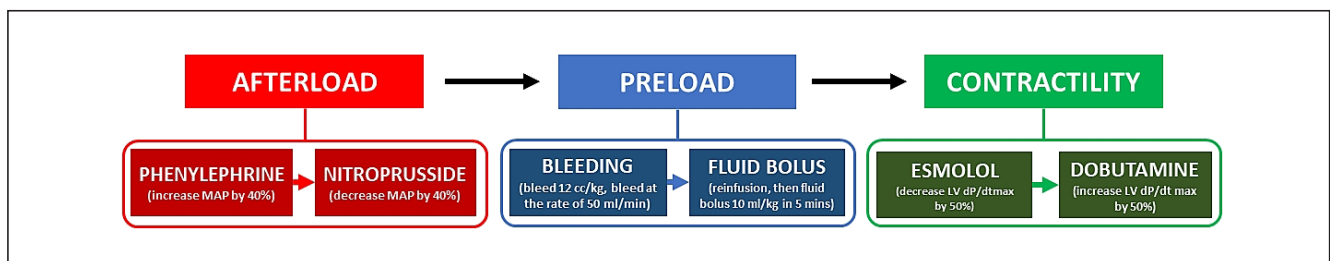 AFTERLOAD
PRELOAD
CONTRACTILITY
PHENYLEPHRINE
(increase MAP by 40%)
NITROPRUSSIDE
(decrease MAP by 40%)
BLEEDING
(bleed 12 cc/kg, bleed at
the rate of 50 ml/min)
FLUID BOLUS
(reinfusion, then fluid
bolus 10 ml/kg in 5 mins)
ESMOLOL
(decrease LV dP/dtmax
by 50%)
DOBUTAMINE
(increase LV dP/dt max
by 50%)